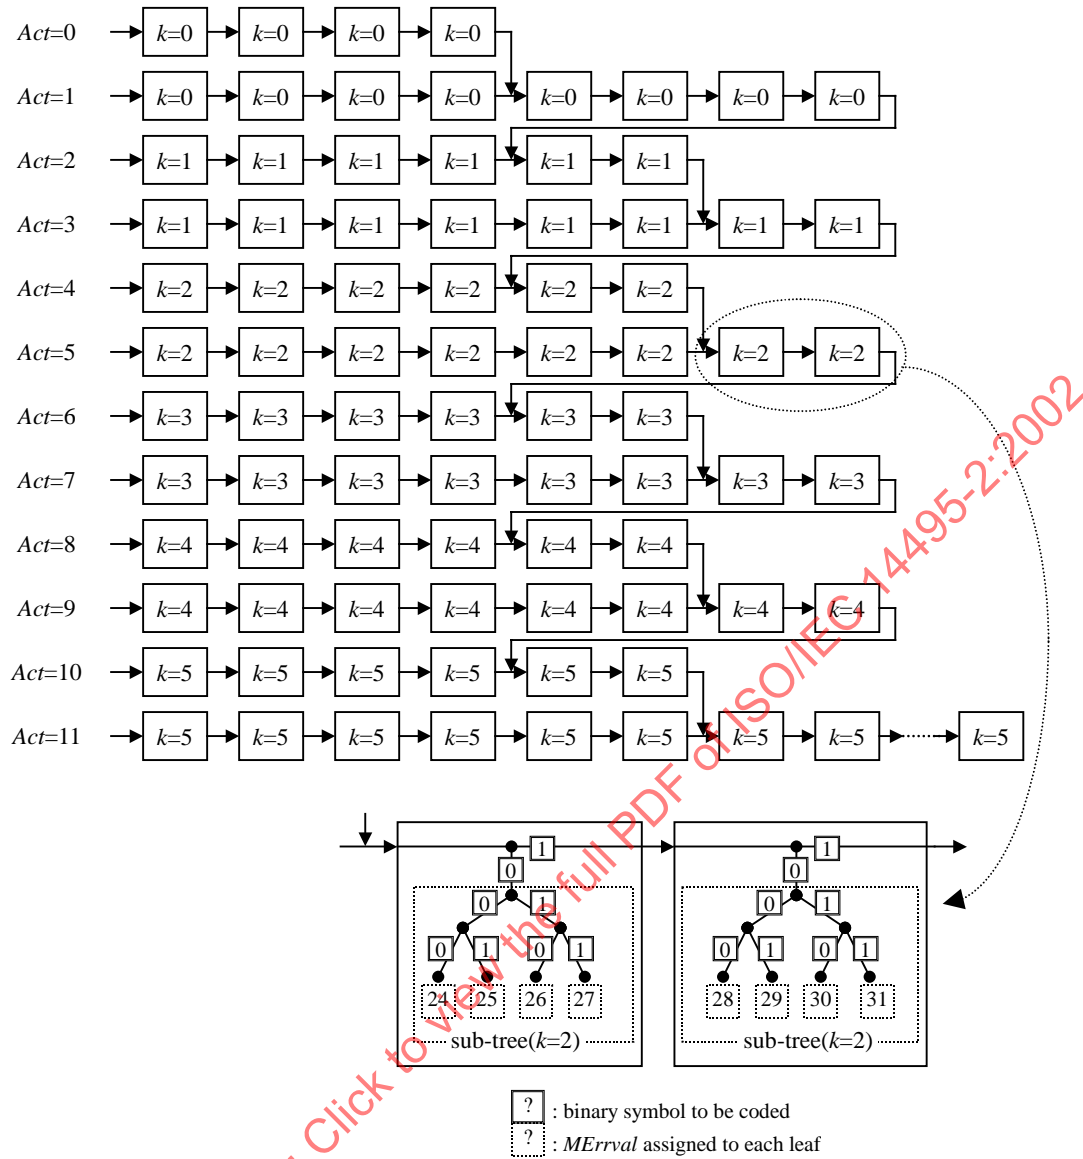 Act=0 k=0 k=0 k=0 k=0
Act=1 k=0 k=0 k=0 k=0 k=0 k=0 k=0 k=0
Act=2 k=1 k=1 k=1 k=1 k=1 k=1
Act=3 k=1 k=1 k=1 k=1 k=1 k=1 k=1 k=1
Act=4 k=2 k=2 k=2 k=2 k=2 k=2
Act=5 k=2 k=2 k=2 k=2 k=2 k=2 k=2 k=2
Act=6 k=3 k=3 k=3 k=3 k=3 k=3
Act=7 k=3 k=3 k=3 k=3 k=3 k=3 k=3 k=3
Act=8 k=4 k=4 k=4 k=4 k=4 k=4
Act=9 k=4 k=4 k=4 k=4 k=4 k=4 k=4 k=4
Act=10 k=5 k=5 k=5 k=5 k=5 k=5
Act=11 k=5 k=5 k=5 k=5 k=5 k=5 k=5 k=5 k=5
1 1
0 0
0 1 0 1
0 1 0 1 0 1 0 1
24 25 26 27 28 29 30 31
sub-tree(k=2) sub-tree(k=2)
? : binary symbol to be coded
? : MErrval assigned to each leaf
Click to view the full PDF of ISO/IEC 14495-2:2002